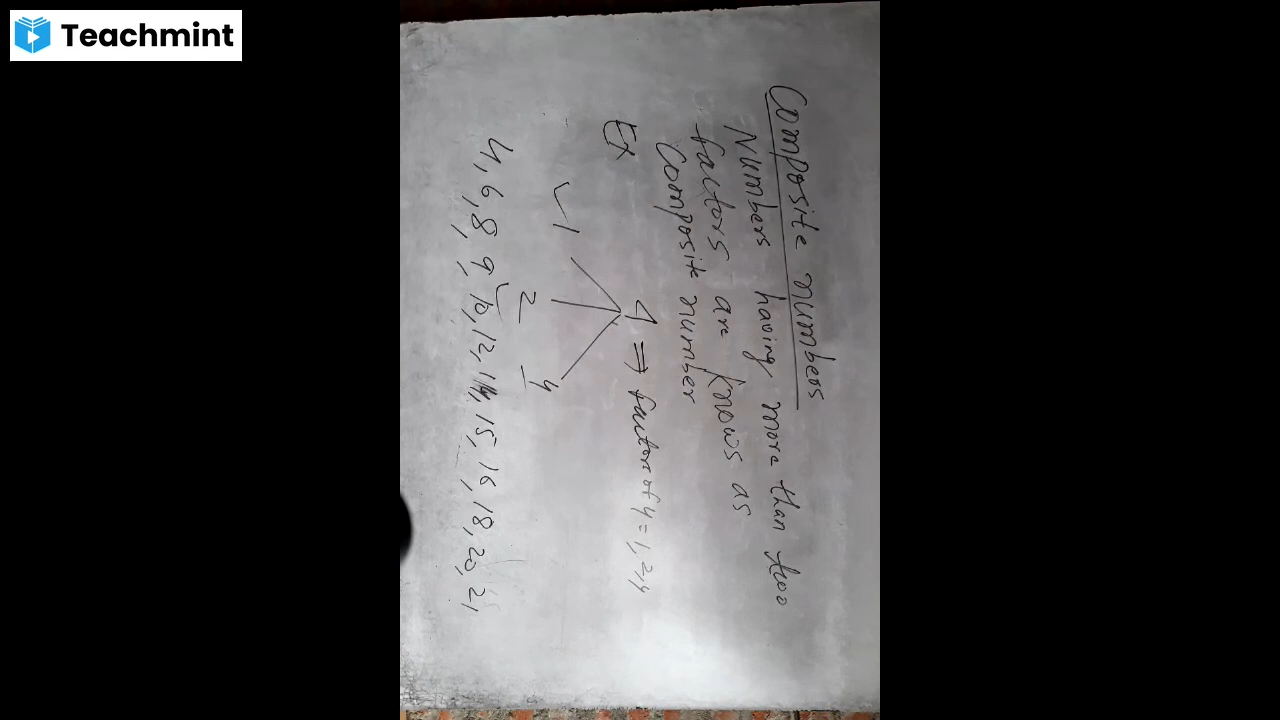 Teachmint
Composite numbers
Numbers having more than two
factors are knows as
Composite number
Ex 4 ⇒ factors of 4 = 1, 2, 4
1 2 4
4, 6, 8, 9, 10, 12, 14, 15, 16, 18, 20, 21